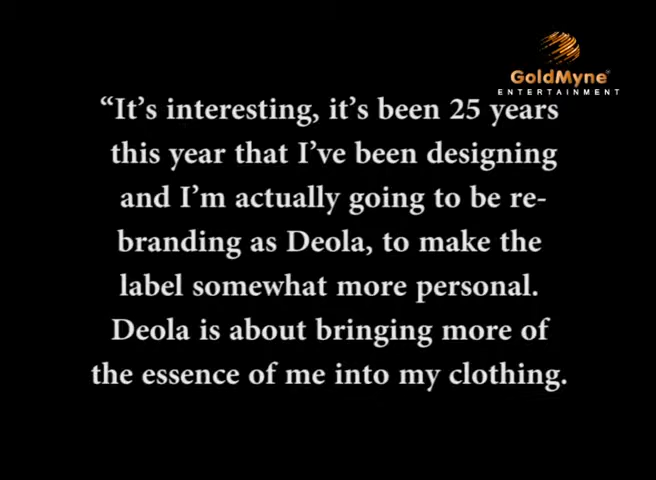 GoldMyne
ENTERTAINMENT
“It’s interesting, it’s been 25 years
this year that I’ve been designing
and I’m actually going to be re-
branding as Deola, to make the
label somewhat more personal.
Deola is about bringing more of
the essence of me into my clothing.